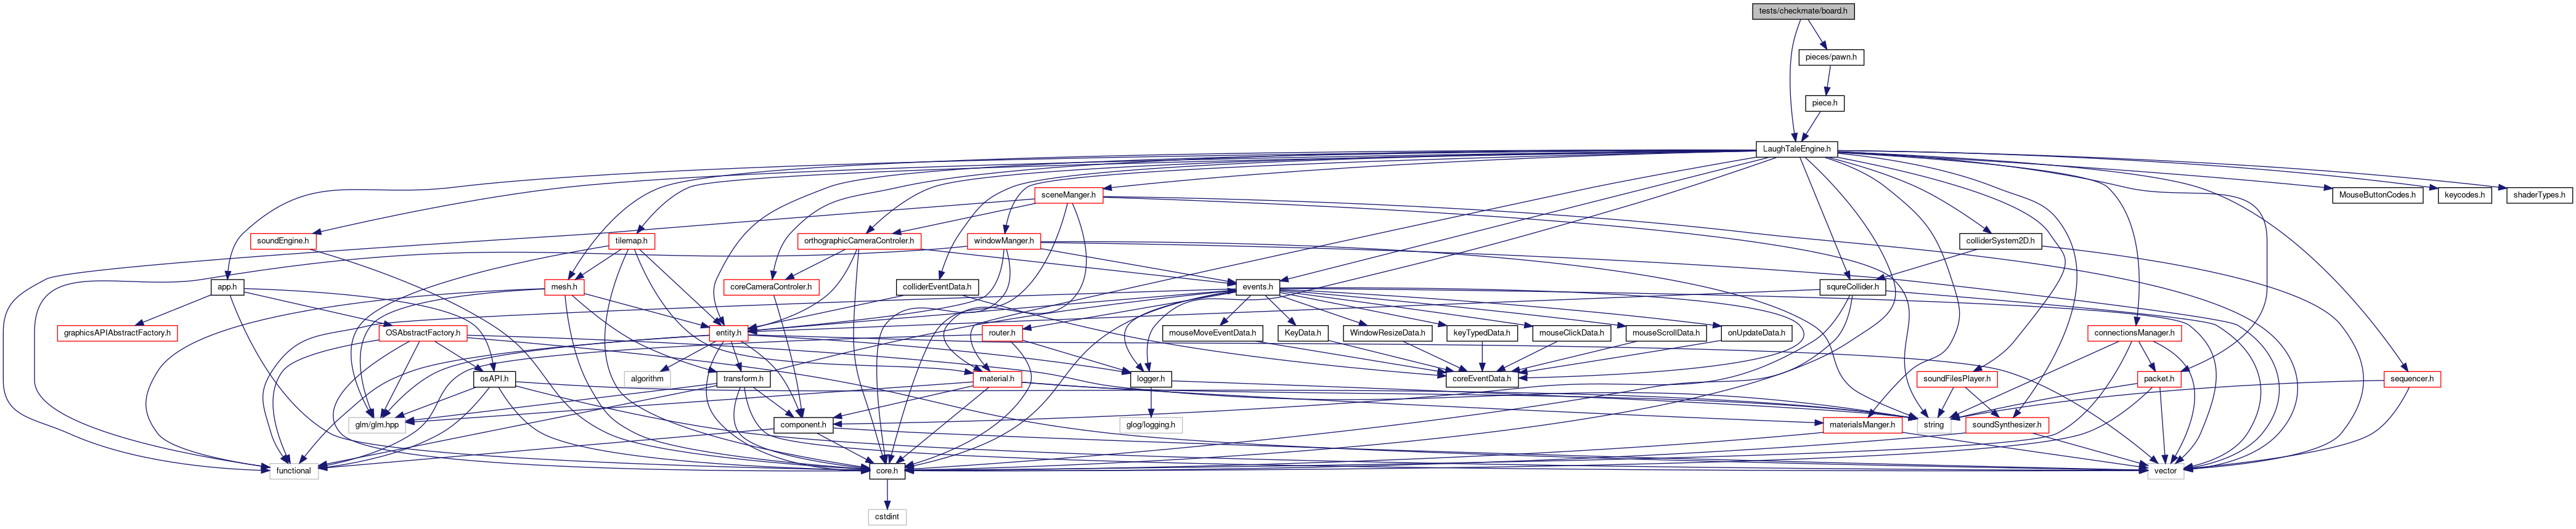 tests/checkmate/board.h
pieces/pawn.h
piece.h
LaughTaleEngine.h
sceneManger.h
MouseButtonCodes.h
keycodes.h
shaderTypes.h
soundEngine.h
tilemap.h
orthographicCameraControler.h
windowManger.h
colliderSystem2D.h
app.h
mesh.h
coreCameraControler.h
colliderEventData.h
events.h
squreCollider.h
graphicsAPIAbstractFactory.h
OSAbstractFactory.h
entity.h
router.h
mouseMoveEventData.h
KeyData.h
WindowResizeData.h
keyTypedData.h
mouseClickData.h
mouseScrollData.h
onUpdateData.h
connectionsManager.h
osAPI.h
algorithm
transform.h
material.h
logger.h
coreEventData.h
soundFilesPlayer.h
packet.h
sequencer.h
glm/glm.hpp
component.h
glog/logging.h
materialsManger.h
string
soundSynthesizer.h
functional
core.h
vector
cstdint